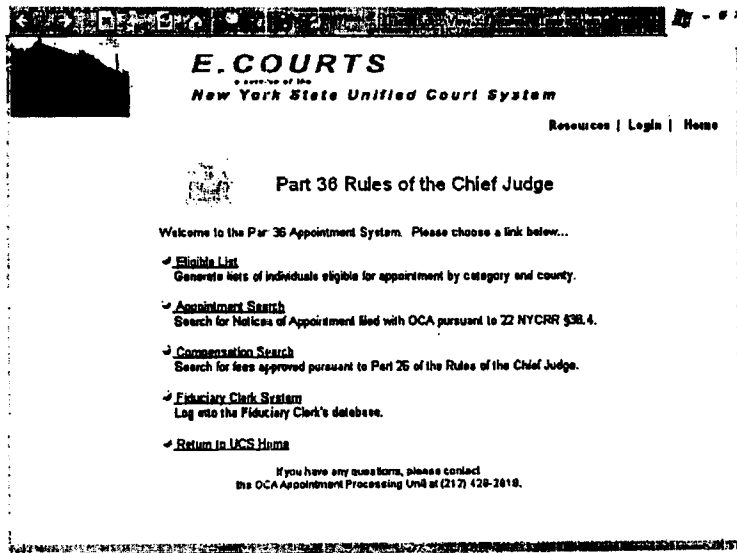 E.COURTS
a service of the
New York State Unified Court System
Resources | Login | Home
Part 36 Rules of the Chief Judge
Welcome to the Par 36 Appointment System. Please choose a link below...
Eligible List
Generate lists of individuals eligible for appointment by category and county.
Appointment Search
Search for Notices of Appointment filed with OCA pursuant to 22 NYCRR §36.4.
Compensation Search
Search for fees approved pursuant to Part 26 of the Rules of the Chief Judge.
Fiduciary Clerk System
Log into the Fiduciary Clerk's database.
Return to UCS Home
If you have any questions, please contact
the OCA Appointment Processing Unit at (212) 428-2818.